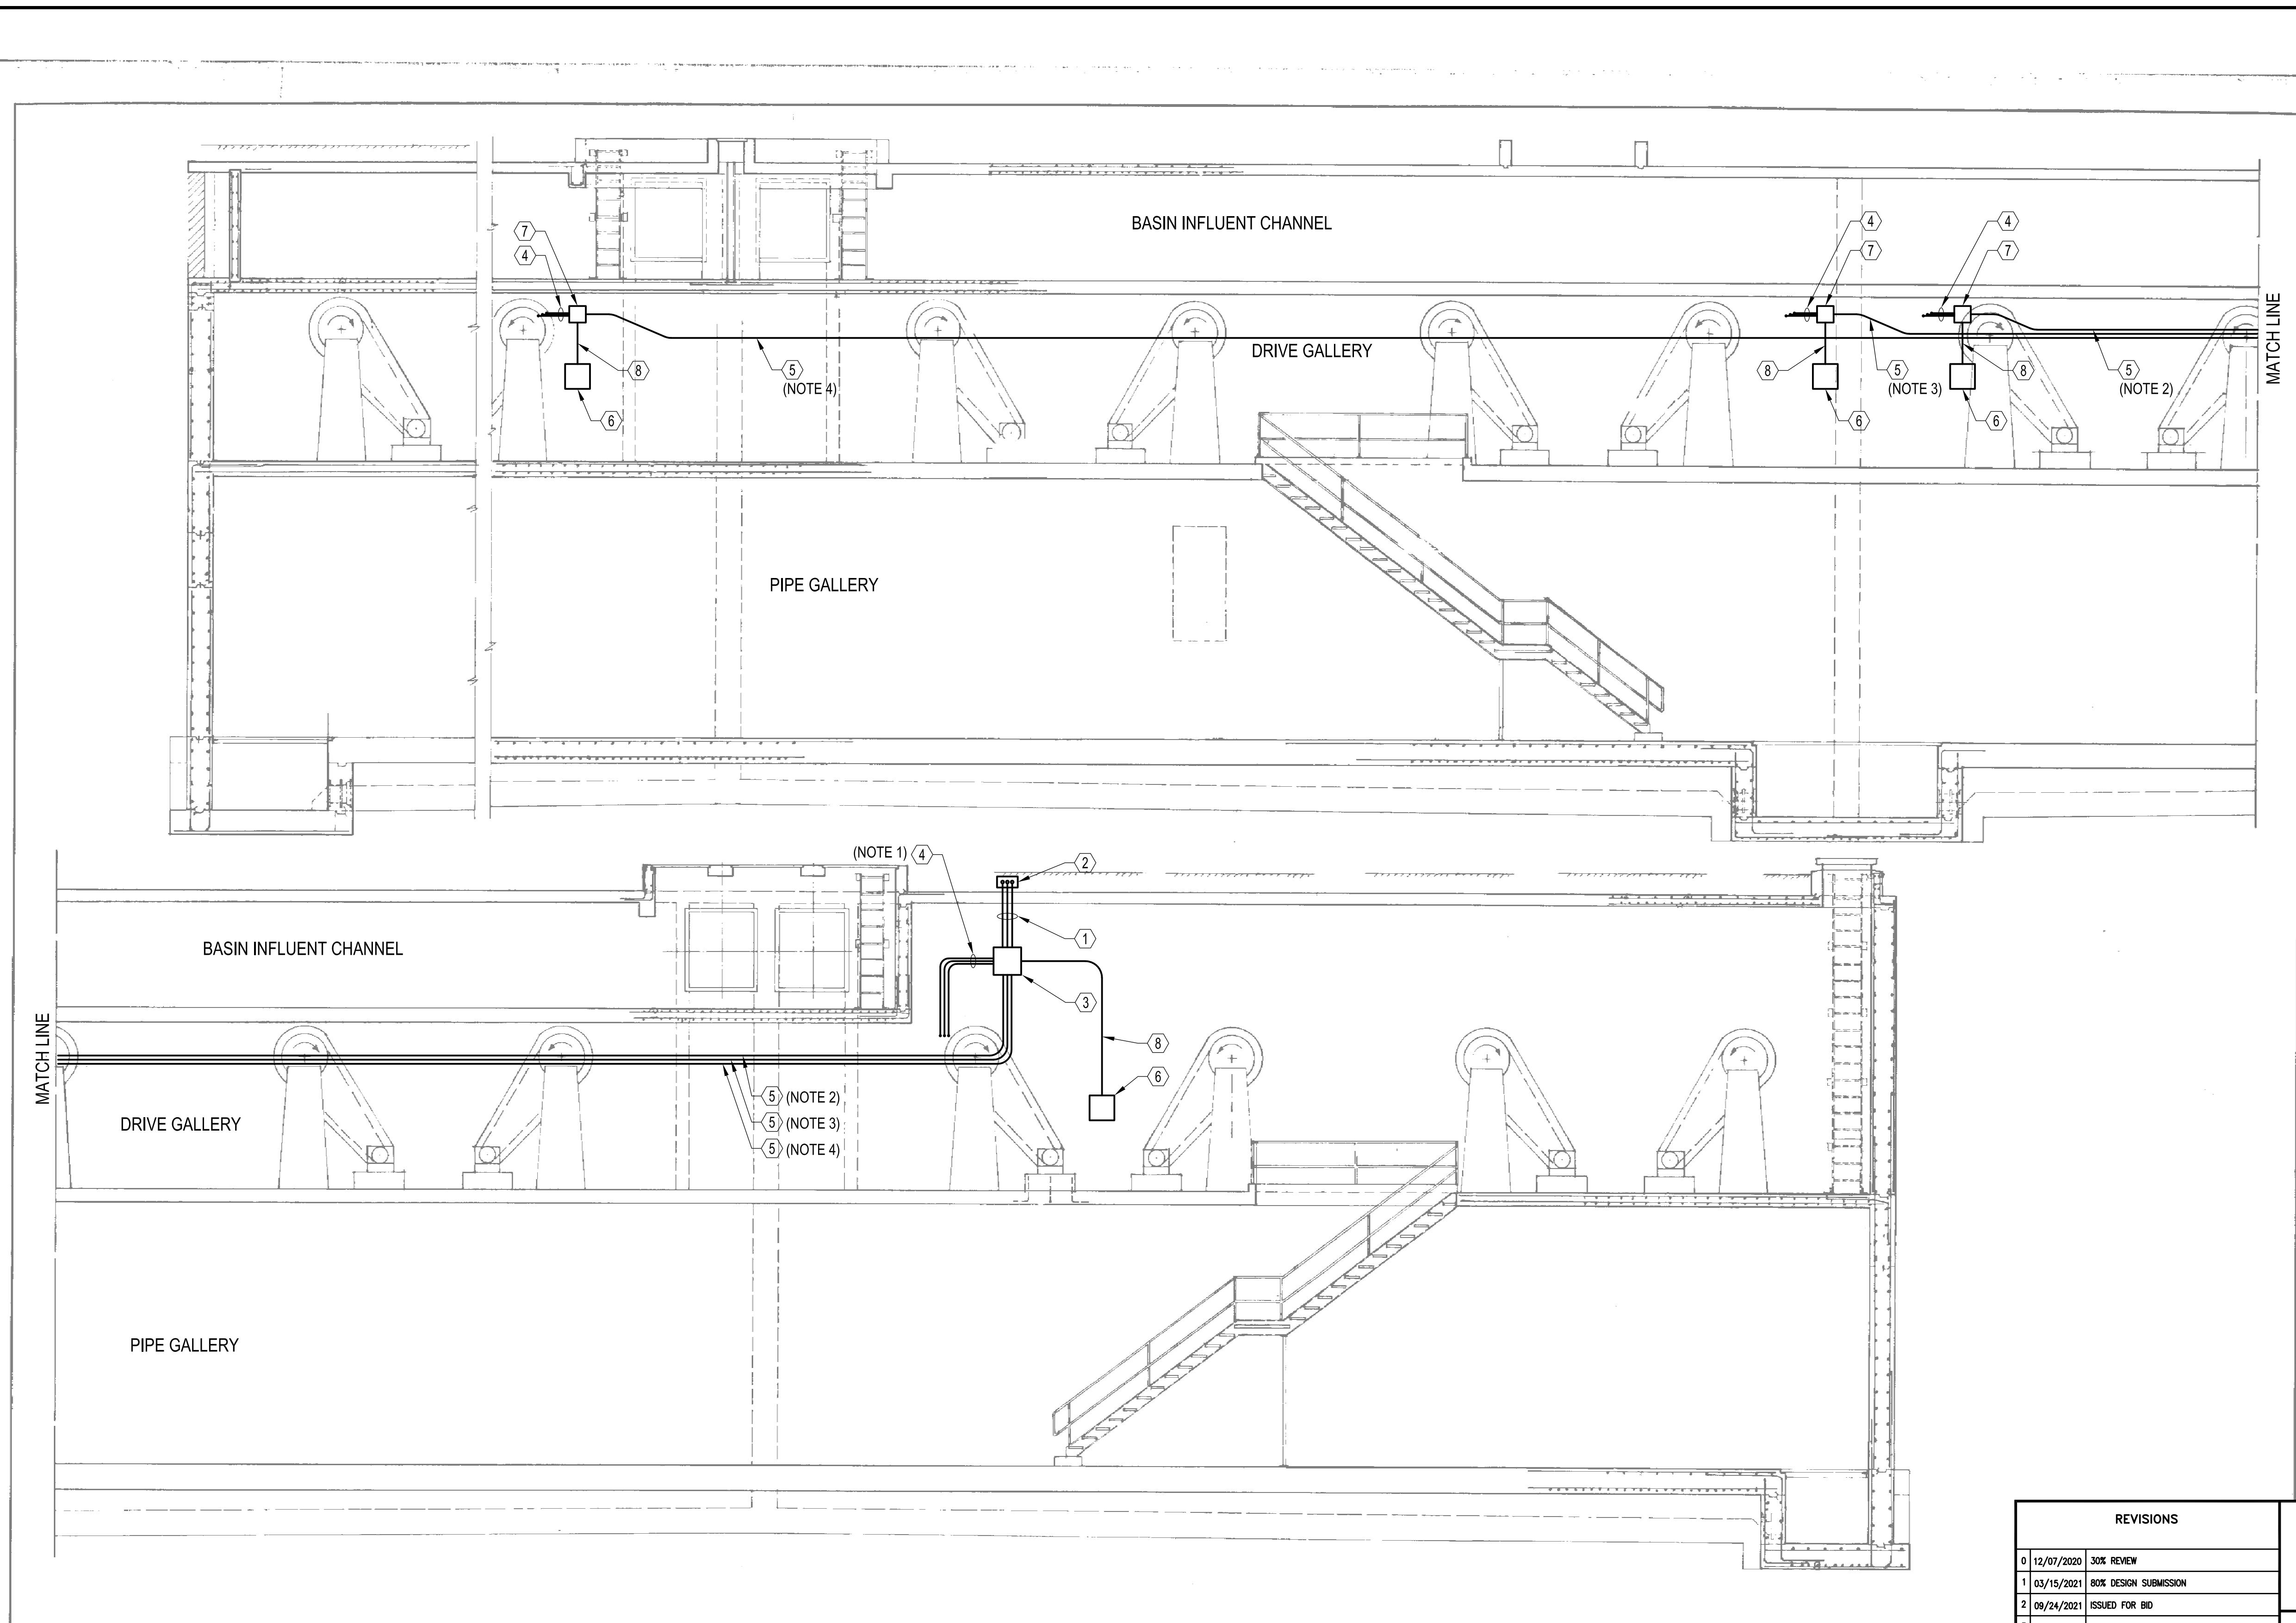 BASIN INFLUENT CHANNEL
7
4
4
7
4
7
MATCH LINE
DRIVE GALLERY
8
5
(NOTE 4)
6
8
5
(NOTE 3)
6
8
5
(NOTE 2)
6
PIPE GALLERY
(NOTE 1) 4
2
1
BASIN INFLUENT CHANNEL
3
MATCH LINE
8
6
5 (NOTE 2)
5 (NOTE 3)
5 (NOTE 4)
DRIVE GALLERY
PIPE GALLERY
REVISIONS
0 12/07/2020 30% REVIEW
1 03/15/2021 80% DESIGN SUBMISSION
2 09/24/2021 ISSUED FOR BID